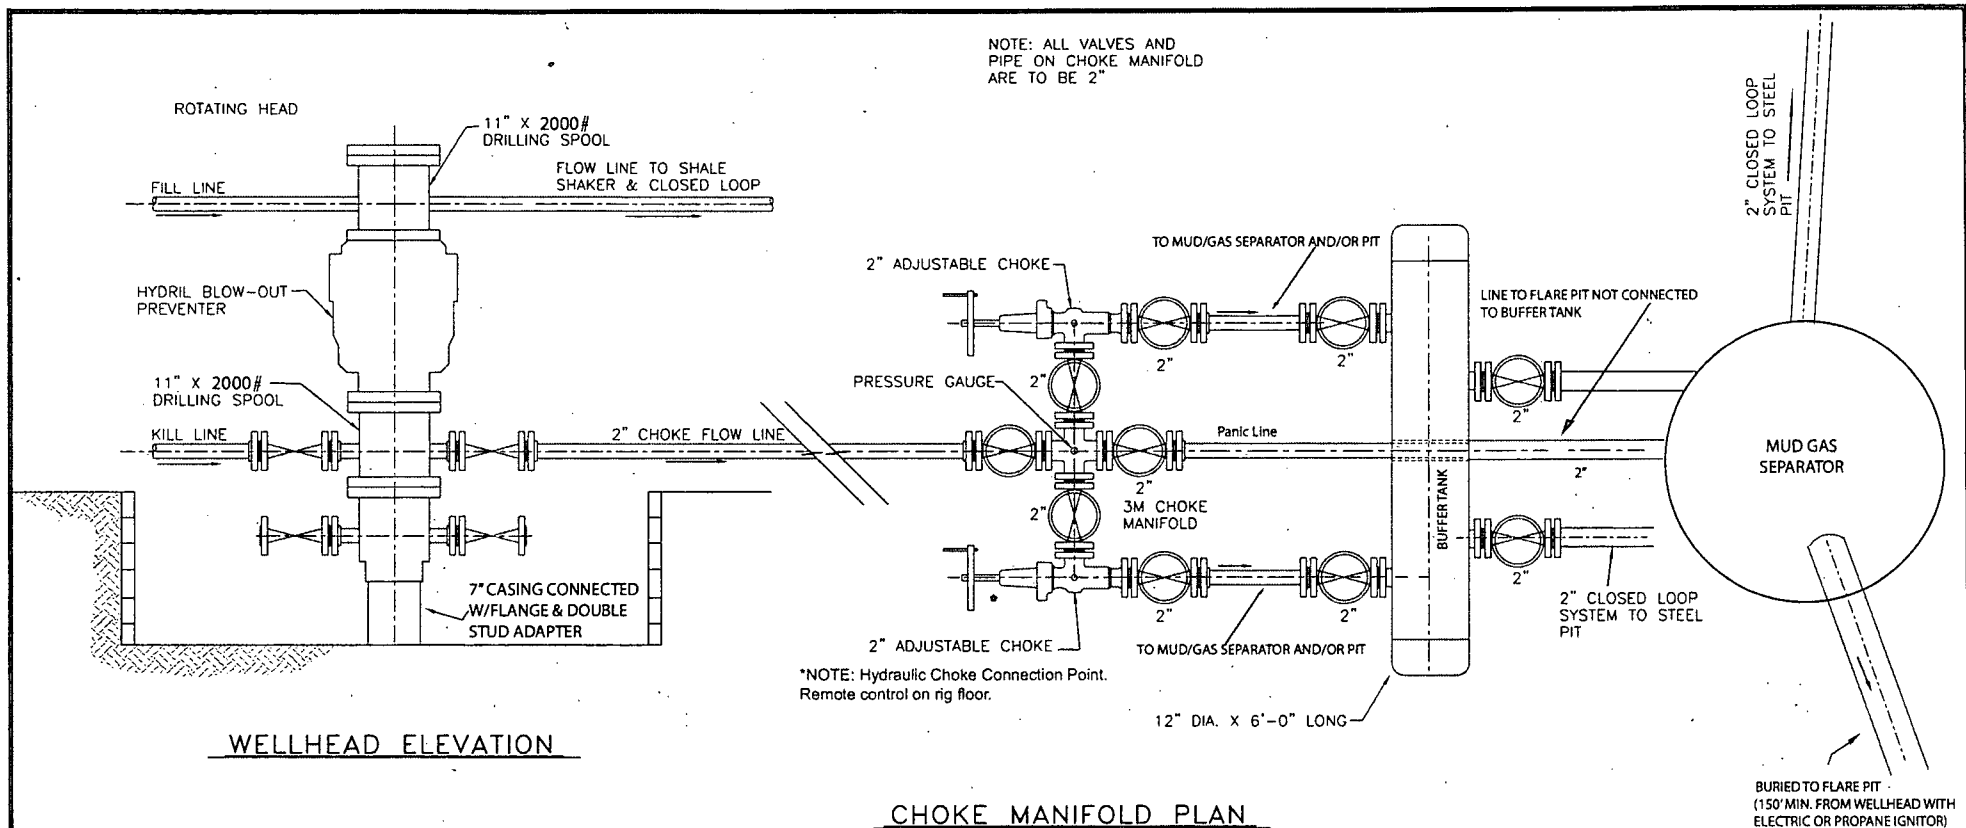 NOTE: ALL VALVES AND
PIPE ON CHOKE MANIFOLD
ARE TO BE 2"
ROTATING HEAD
11" X 2000#
DRILLING SPOOL
FILL LINE
FLOW LINE TO SHALE
SHAKER & CLOSED LOOP
HYDRIL BLOW-OUT
PREVENTER
11" X 2000#
DRILLING SPOOL
KILL LINE
2" CHOKE FLOW LINE
7" CASING CONNECTED
W/FLANGE & DOUBLE
STUD ADAPTER
WELLHEAD ELEVATION
2" ADJUSTABLE CHOKE
TO MUD/GAS SEPARATOR AND/OR PIT
2"
2"
2"
PRESSURE GAUGE
2"
Panic Line
2"
3M CHOKE
MANIFOLD
2"
2"
2"
*
2" ADJUSTABLE CHOKE
TO MUD/GAS SEPARATOR AND/OR PIT
*NOTE: Hydraulic Choke Connection Point.
Remote control on rig floor.
12" DIA. X 6'-0" LONG
BUFFER TANK
LINE TO FLARE PIT NOT CONNECTED
TO BUFFER TANK
2"
2"
2"
2" CLOSED LOOP
SYSTEM TO STEEL
PIT
2" CLOSED LOOP
SYSTEM TO STEEL
PIT
MUD GAS
SEPARATOR
BURIED TO FLARE PIT
(150' MIN. FROM WELLHEAD WITH
ELECTRIC OR PROPANE IGNITOR)
CHOKE MANIFOLD PLAN